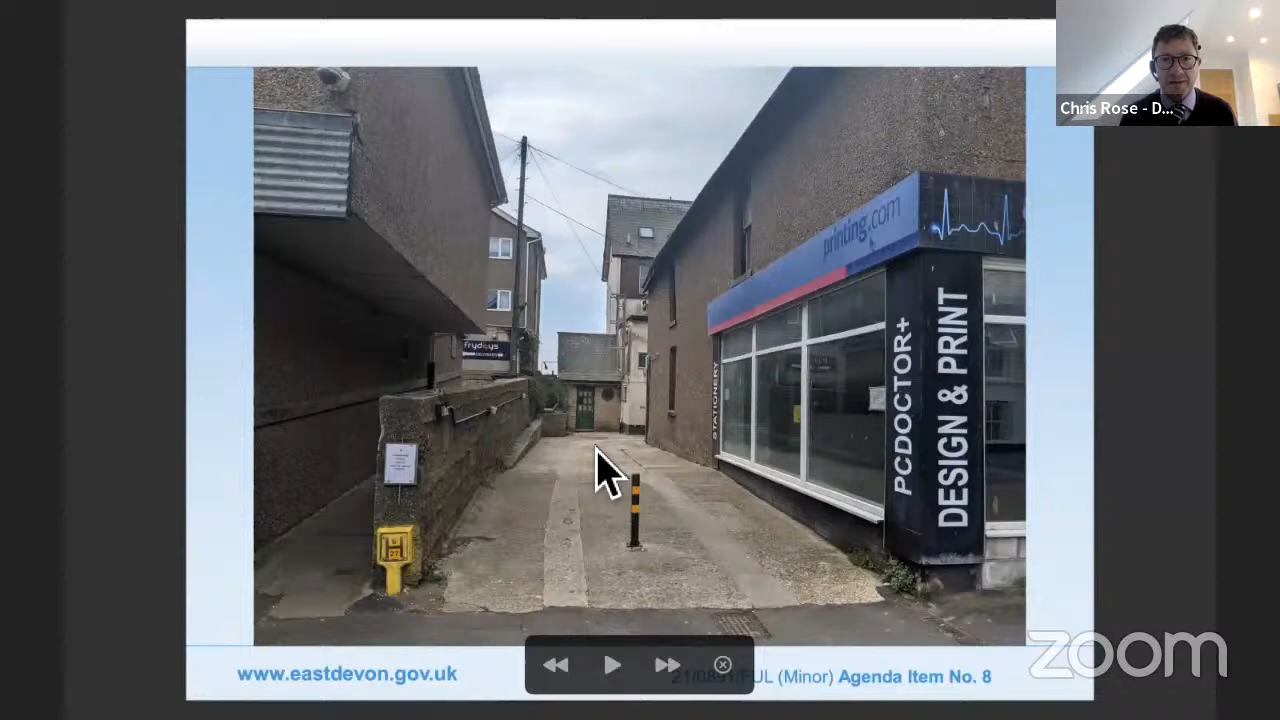 Chris Rose - D...
printing.com
frydays
STATIONERY
PCDOCTOR+
DESIGN & PRINT
H
27
www.eastdevon.gov.uk
/FUL (Minor) Agenda Item No. 8
zoom